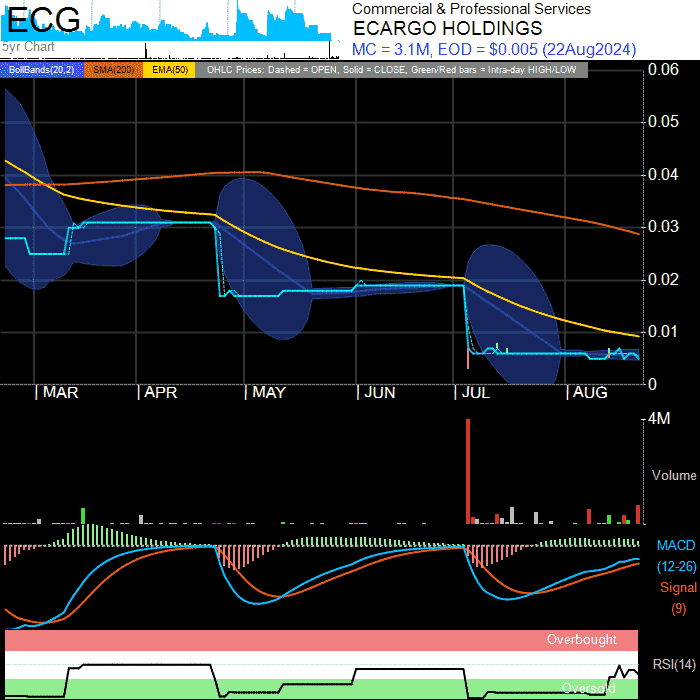 ECG
5yr Chart
Commercial & Professional Services
ECARGO HOLDINGS
MC = 3.1M, EOD = $0.005 (22Aug2024)
BollBands(20,2) SMA(200) EMA(50) OHLC Prices: Dashed = OPEN, Solid = CLOSE, Green/Red bars = Intra-day HIGH/LOW
0.06
0.05
0.04
0.03
0.02
0.01
0
MAR APR MAY JUN JUL AUG
4M
Volume
MACD
(12-26)
Signal
(9)
Overbought
RSI(14)
Oversold